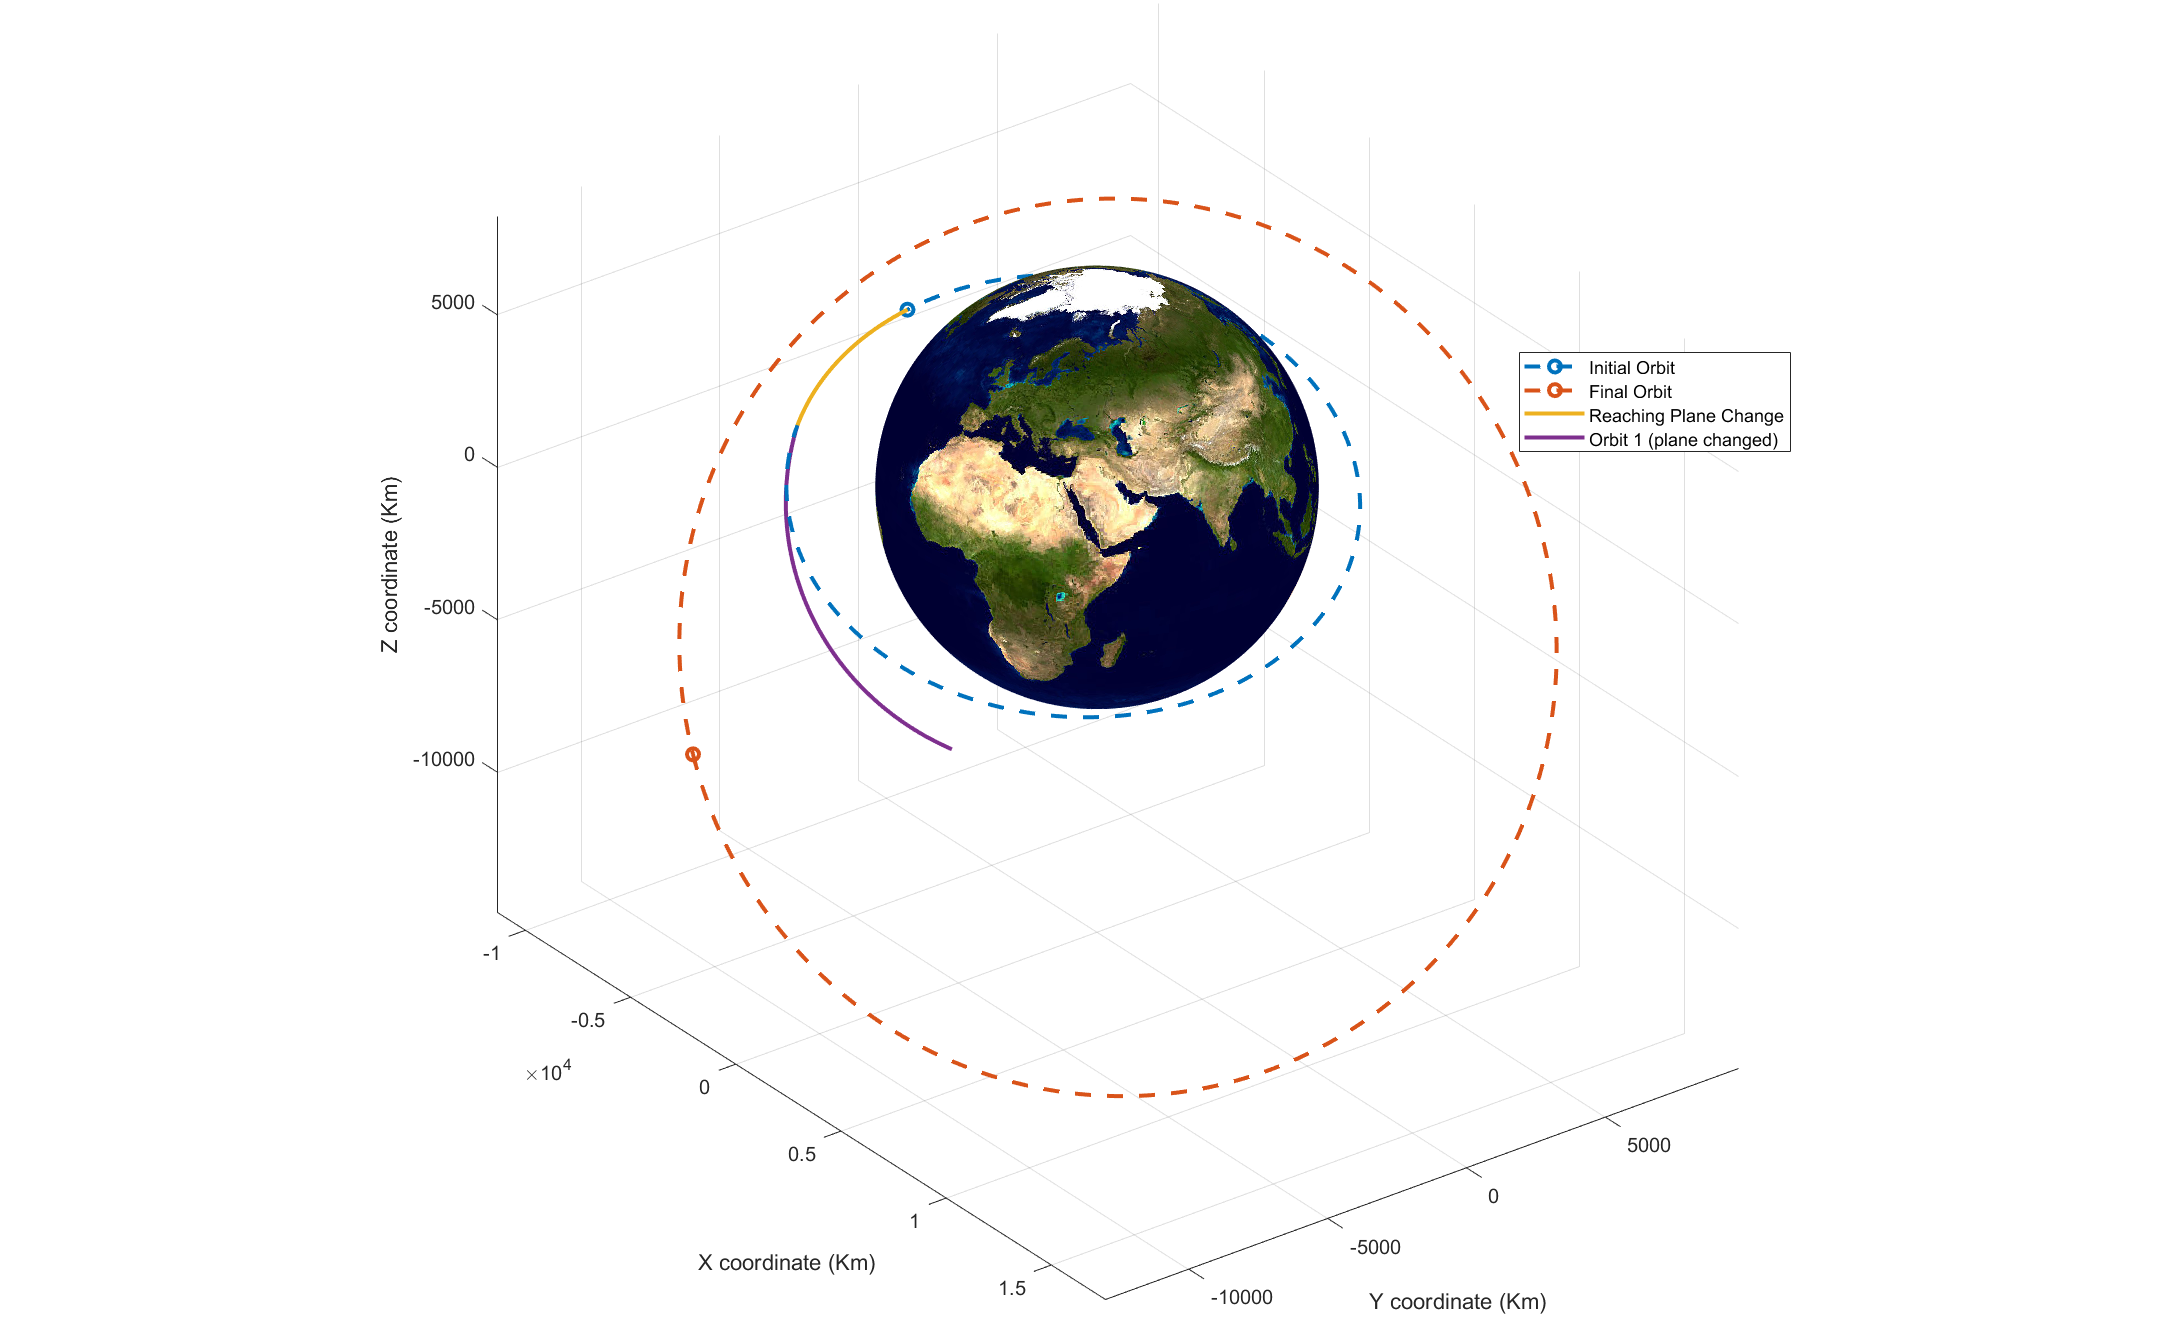 5000
0
-5000
-10000
Z coordinate (Km)
-1
-0.5
×10^4
0
0.5
1
1.5
X coordinate (Km)
-10000
-5000
0
5000
Y coordinate (Km)
Initial Orbit
Final Orbit
Reaching Plane Change
Orbit 1 (plane changed)